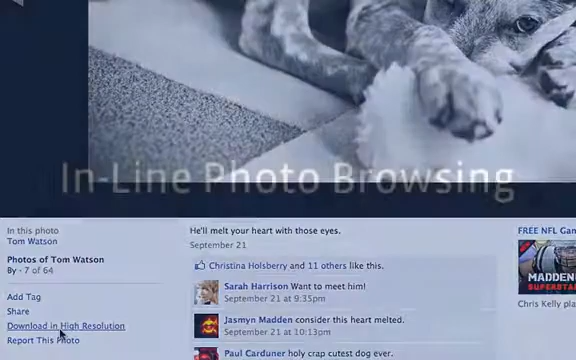 In-Line Photo Browsing
In this photo
Tom Watson
Photos of Tom Watson
By · 7 of 64
Add Tag
Share
Download in High Resolution
Report This Photo
He'll melt your heart with those eyes.
September 21
Christina Holsberry and 11 others like this.
Sarah Harrison Want to meet him!
September 21 at 9:35pm
Jasmyn Madden consider this heart melted.
September 21 at 10:13pm
Paul Carduner holy crap cutest dog ever.
FREE NFL Gam
MADDEN
SUPERSTA
Chris Kelly pla